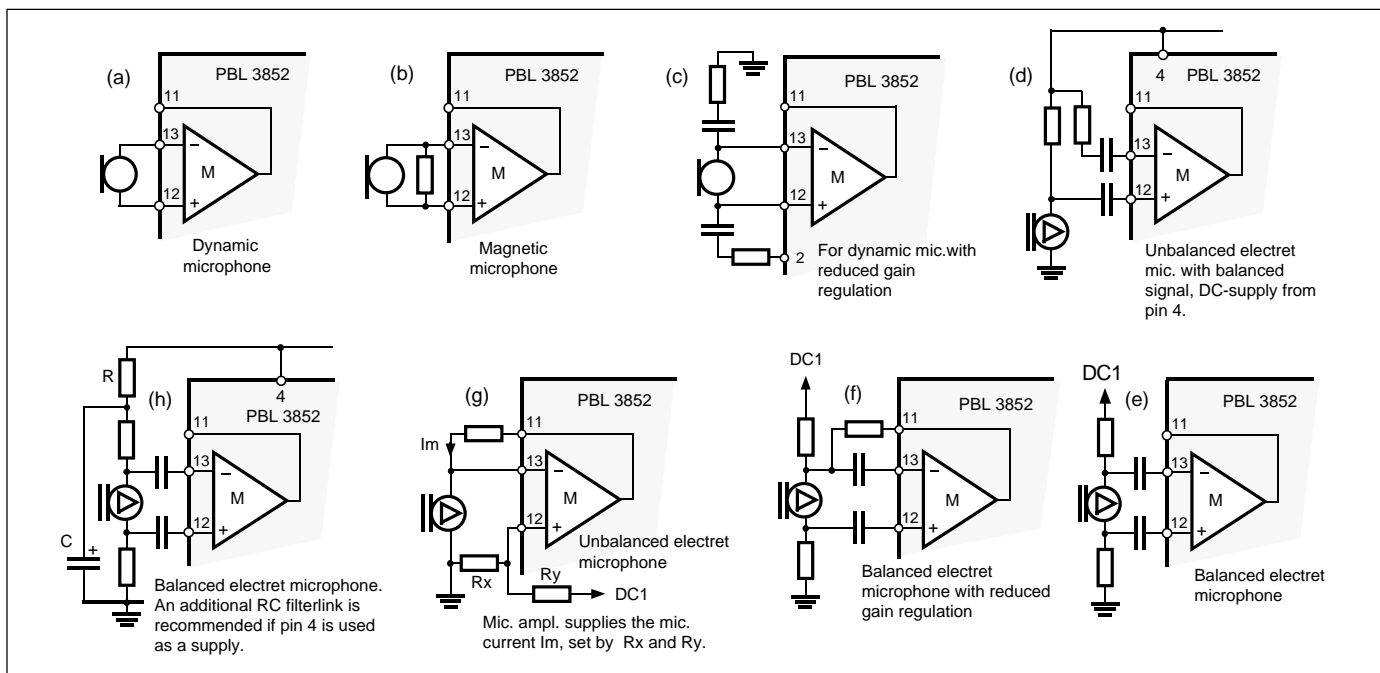 (a)
PBL 3852
11
13
−
M
12
+
Dynamic
microphone
(b)
PBL 3852
11
13
−
M
12
+
Magnetic
microphone
(c)
PBL 3852
11
13
−
M
12
+
2
For dynamic mic.with
reduced gain
regulation
(d)
PBL 3852
4
11
13
−
M
12
+
Unbalanced electret
mic. with balanced
signal, DC-supply from
pin 4.
(h)
R
4
PBL 3852
11
13
−
M
12
+
C
+
Balanced electret microphone.
An additional RC filterlink is
recommended if pin 4 is used
as a supply.
(g)
PBL 3852
11
Im
13
−
M
12
+
Unbalanced electret
microphone
Rx
Ry
DC1
Mic. ampl. supplies the mic.
current Im, set by Rx and Ry.
DC1
(f)
PBL 3852
11
13
−
M
12
+
Balanced electret
microphone with reduced
gain regulation
DC1
(e)
PBL 3852
11
13
−
M
12
+
Balanced electret
microphone